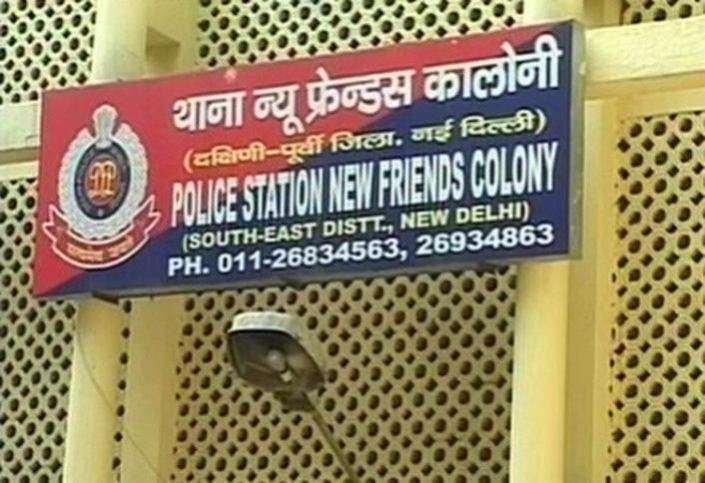 थाना न्यू फ्रेन्डस कालोनी
(दक्षिणी-पूर्वी जिला. नई दिल्ली)
POLICE STATION NEW FRIENDS COLONY
(SOUTH-EAST DISTT., NEW DELHI)
PH. 011-26834563, 26934863